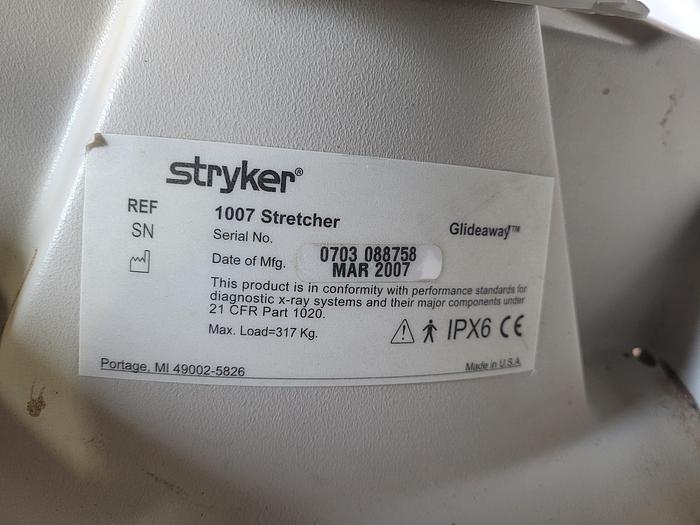 stryker®
REF 1007 Stretcher Glideaway™
SN Serial No. 0703 088758
Date of Mfg. MAR 2007
This product is in conformity with performance standards for
diagnostic x-ray systems and their major components under
21 CFR Part 1020.
Max. Load=317 Kg. IPX6 CE
Portage, MI 49002-5826 Made in U.S.A.